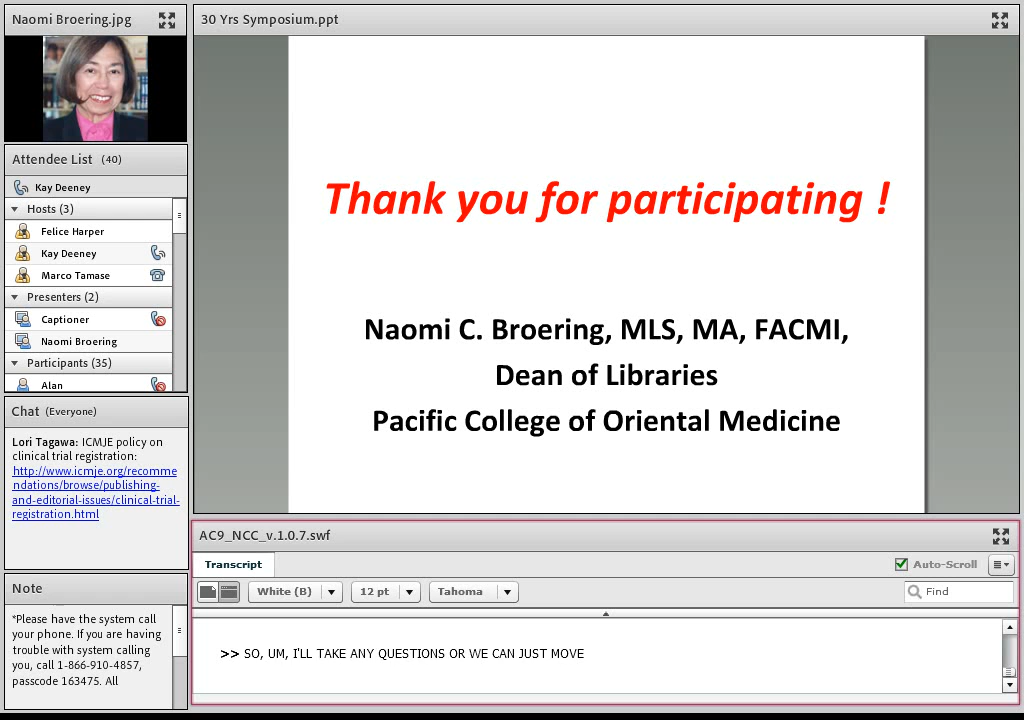 Naomi Broering.jpg
30 Yrs Symposium.ppt
Attendee List (40)
Kay Deeney
Hosts (3)
Felice Harper
Kay Deeney
Marco Tamase
Presenters (2)
Captioner
Naomi Broering
Participants (35)
Alan
Chat (Everyone)
Lori Tagawa: ICMJE policy on
clinical trial registration:
http://www.icmje.org/recomme
ndations/browse/publishing-
and-editorial-issues/clinical-trial-
registration.html
Note
*Please have the system call
your phone. If you are having
trouble with system calling
you, call 1-866-910-4857,
passcode 163475. All
Thank you for participating !
Naomi C. Broering, MLS, MA, FACMI,
Dean of Libraries
Pacific College of Oriental Medicine
AC9_NCC_v.1.0.7.swf
Transcript
Auto-Scroll
White (B)
12 pt
Tahoma
Find
>> SO, UM, I'LL TAKE ANY QUESTIONS OR WE CAN JUST MOVE